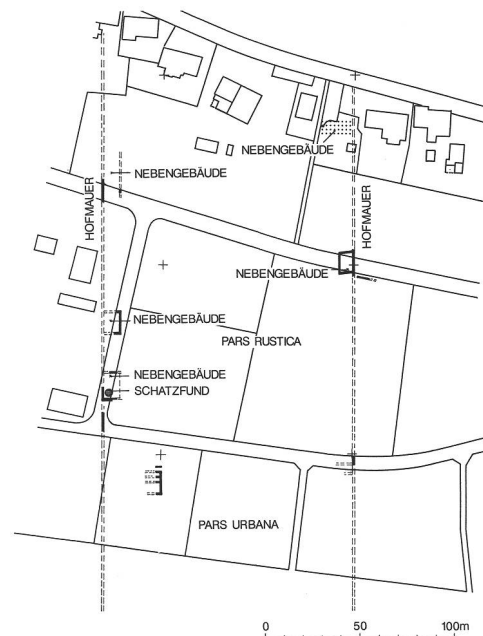 NEBENGEBÄUDE
NEBENGEBÄUDE
HOFMAUER
HOFMAUER
NEBENGEBÄUDE
NEBENGEBÄUDE
PARS RUSTICA
NEBENGEBÄUDE
SCHATZFUND
PARS URBANA
0 50 100m